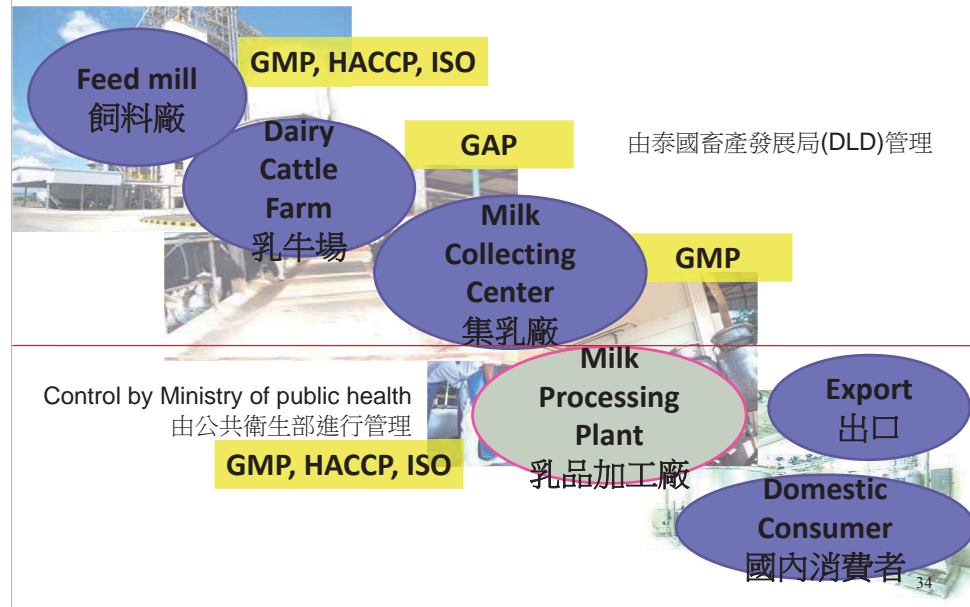 Feed mill
飼料廠
GMP, HACCP, ISO
Dairy
Cattle
Farm
乳牛場
GAP
由泰國畜產發展局(DLD)管理
Milk
Collecting
Center
集乳廠
GMP
Control by Ministry of public health
由公共衛生部進行管理
GMP, HACCP, ISO
Milk
Processing
Plant
乳品加工廠
Export
出口
Domestic
Consumer
國內消費者
34